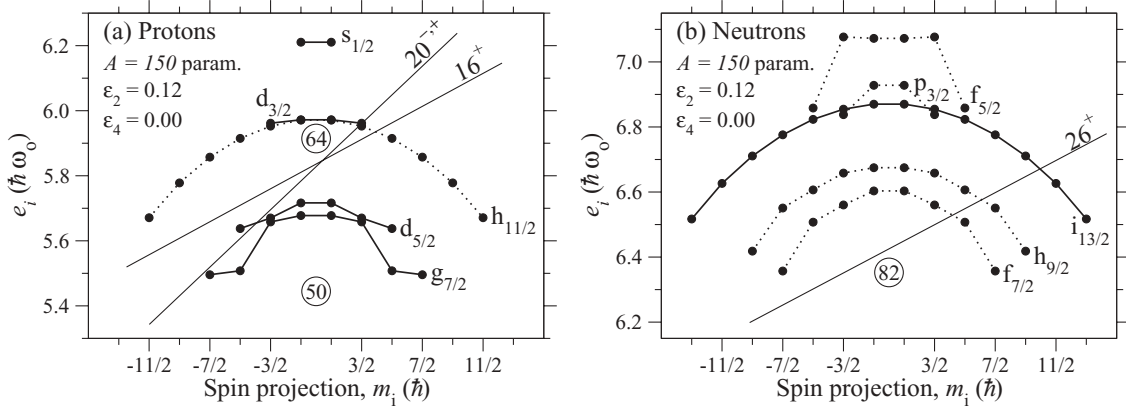 (a) Protons
A = 150 param.
ε₂ = 0.12
ε₄ = 0.00
s₁/₂
20⁻,⁺
16⁺
d₃/₂
64
h₁₁/₂
d₅/₂
g₇/₂
50
6.2
6.0
5.8
5.6
5.4
eᵢ (ℏ ωₒ)
-11/2 -7/2 -3/2 3/2 7/2 11/2
Spin projection, mᵢ (ℏ)
(b) Neutrons
A = 150 param.
ε₂ = 0.12
ε₄ = 0.00
p₃/₂
f₅/₂
26⁺
i₁₃/₂
h₉/₂
f₇/₂
82
7.0
6.8
6.6
6.4
6.2
eᵢ (ℏ ωₒ)
-11/2 -7/2 -3/2 3/2 7/2 11/2
Spin projection, mᵢ (ℏ)